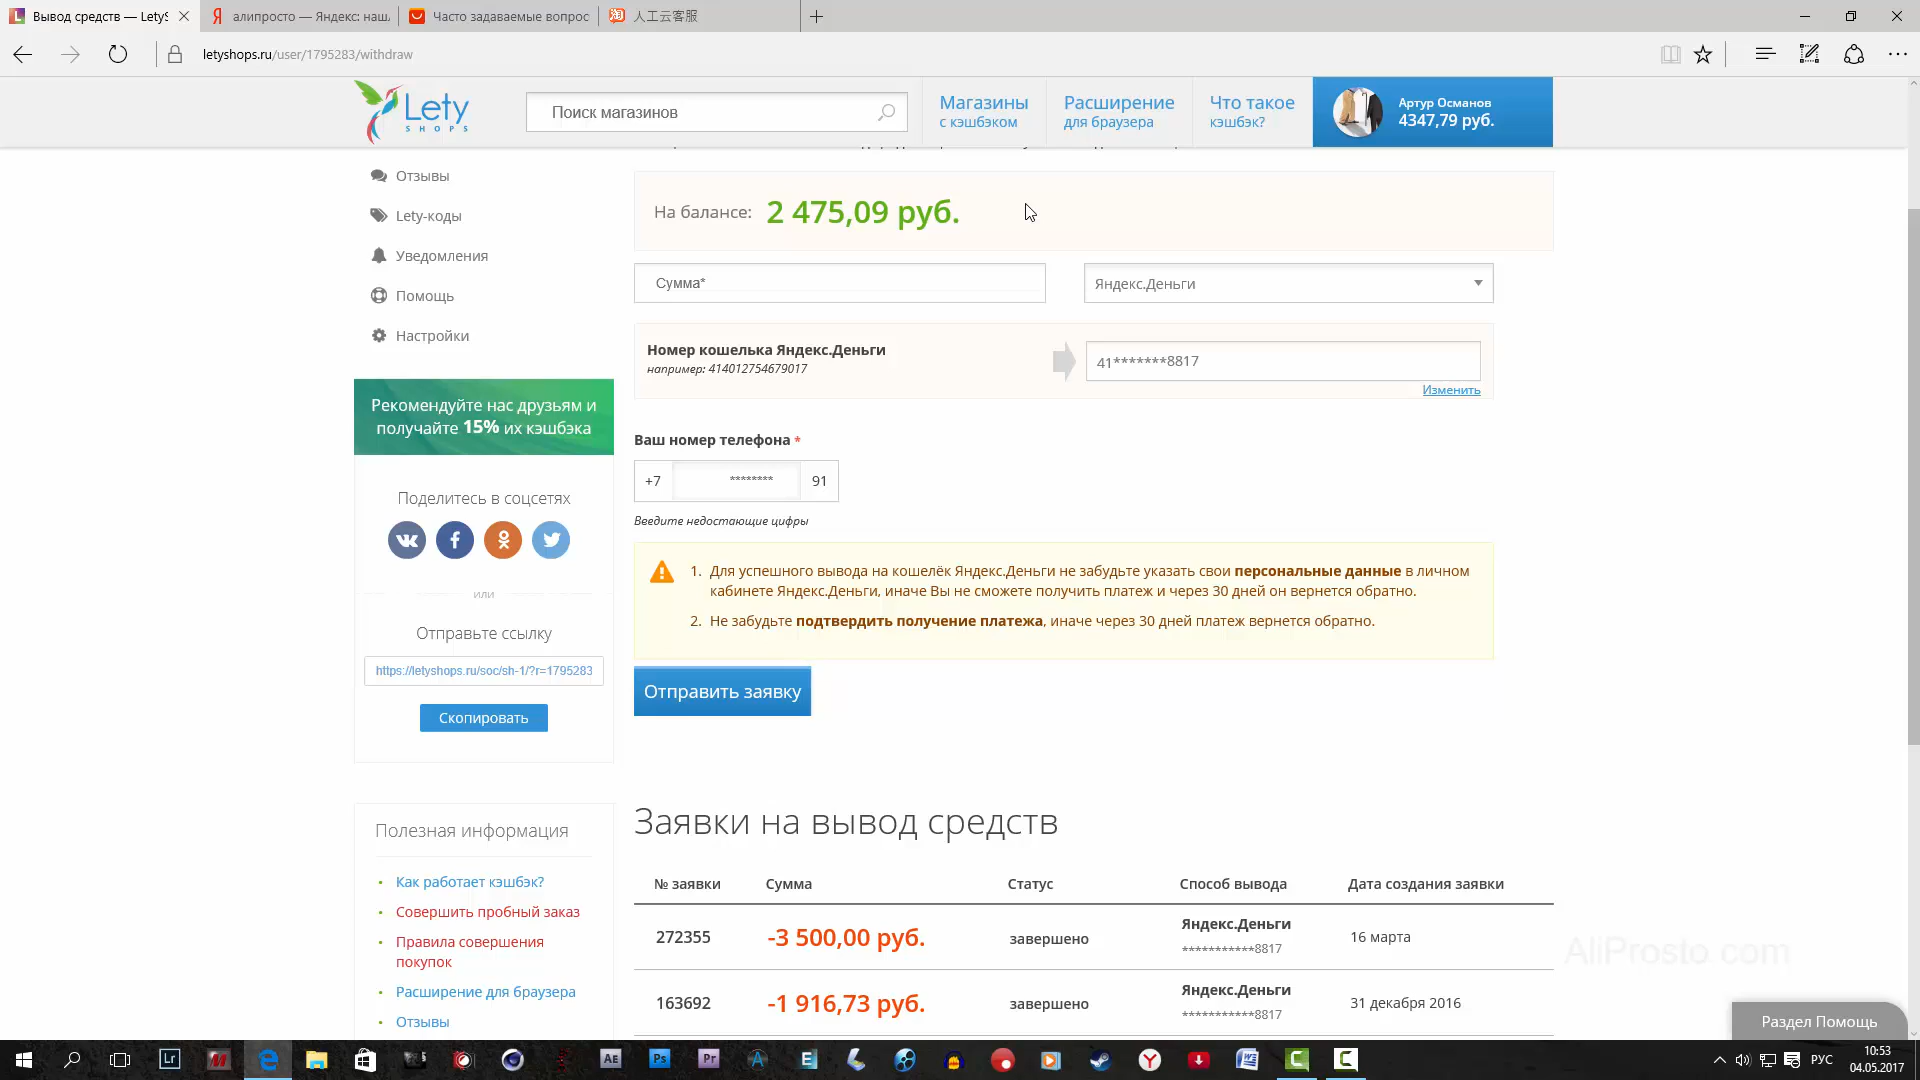 Вывод средств — LetyS
алипросто — Яндекс: наш
Часто задаваемые вопрос
人工云客服
letyshops.ru/user/1795283/withdraw
Lety
SHOPS
Поиск магазинов
Магазины
с кэшбэком
Расширение
для браузера
Что такое
кэшбэк?
Артур Османов
4347,79 руб.
Отзывы
Lety-коды
Уведомления
Помощь
Настройки
Рекомендуйте нас друзьям и
получайте 15% их кэшбэка
Поделитесь в соцсетях
или
Отправьте ссылку
https://letyshops.ru/soc/sh-1/?r=1795283
Скопировать
Полезная информация
Как работает кэшбэк?
Совершить пробный заказ
Правила совершения
покупок
Расширение для браузера
Отзывы
На балансе: 2 475,09 руб.
Сумма*
Яндекс.Деньги
Номер кошелька Яндекс.Деньги
например: 414012754679017
41*******8817
Изменить
Ваш номер телефона *
+7 ******** 91
Введите недостающие цифры
1. Для успешного вывода на кошелёк Яндекс.Деньги не забудьте указать свои персональные данные в личном
кабинете Яндекс.Деньги, иначе Вы не сможете получить платеж и через 30 дней он вернется обратно.
2. Не забудьте подтвердить получение платежа, иначе через 30 дней платеж вернется обратно.
Отправить заявку
Заявки на вывод средств
№ заявки Сумма Статус Способ вывода Дата создания заявки
272355 -3 500,00 руб. завершено Яндекс.Деньги 16 марта
***********8817
163692 -1 916,73 руб. завершено Яндекс.Деньги 31 декабря 2016
***********8817
AliProsto.com
Раздел Помощь
Lr
Ae
Ps
Pr
РУС
10:53
04.05.2017